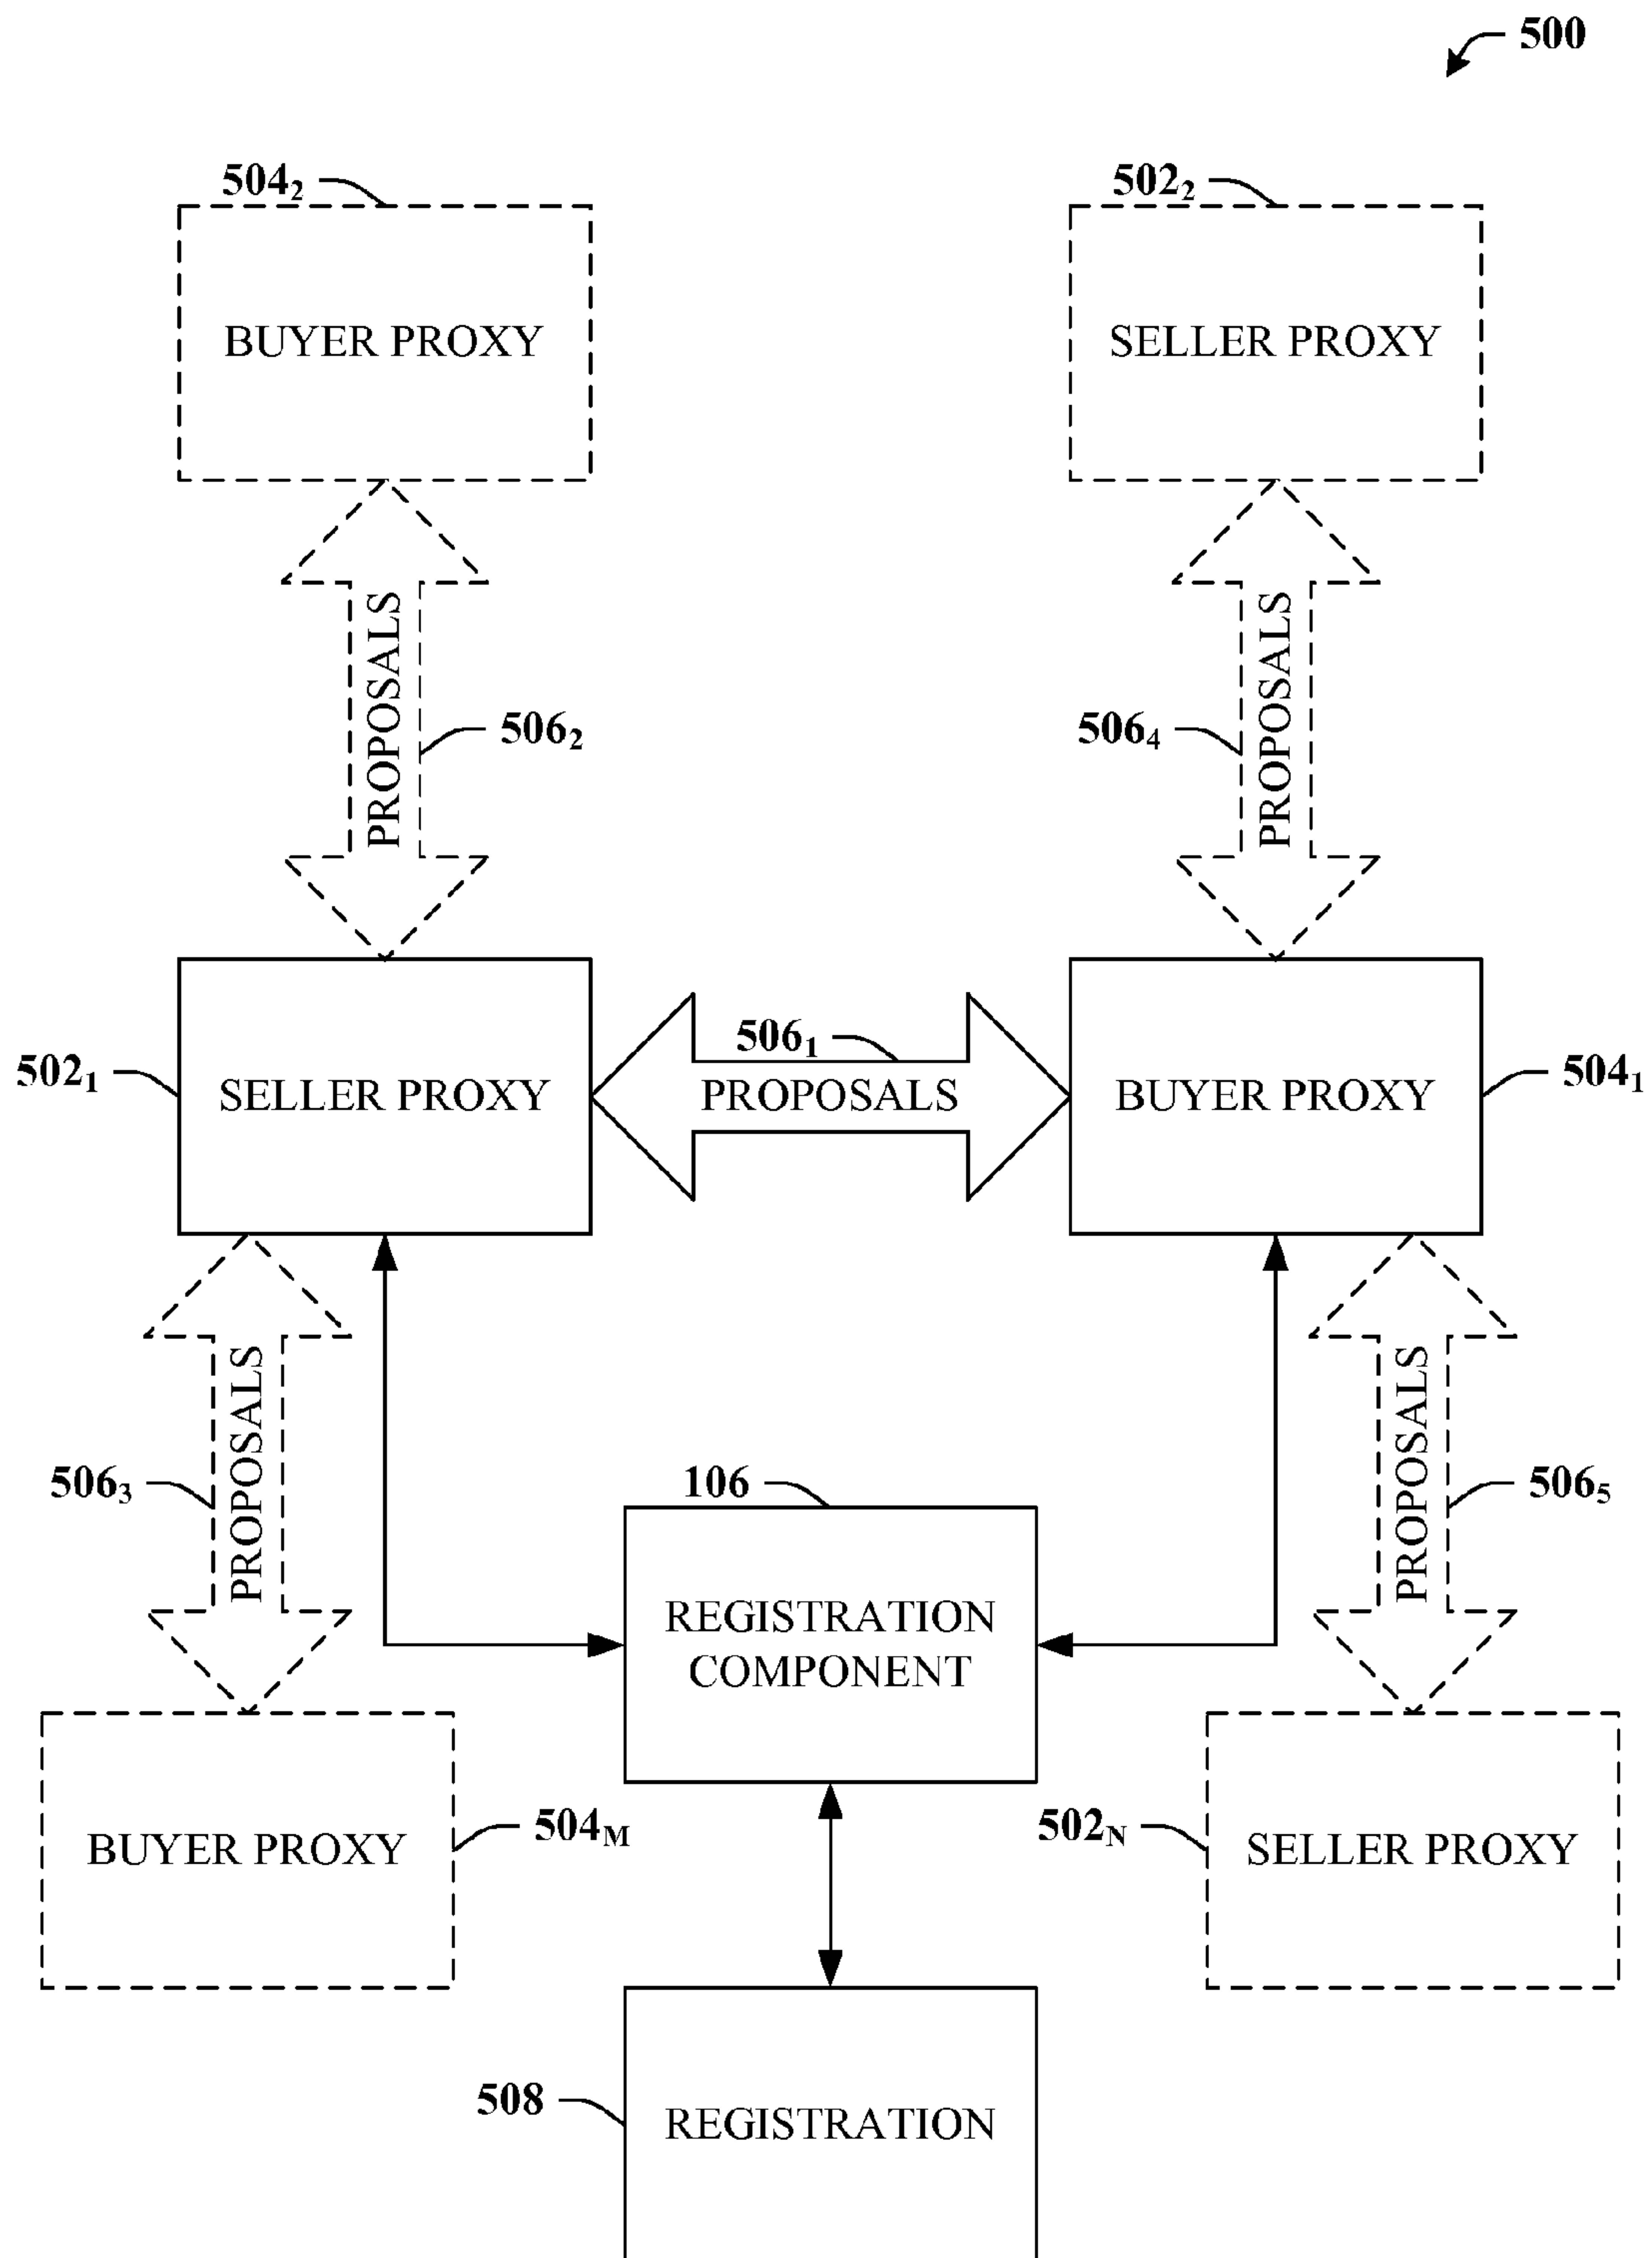 500
504₂
502₂
BUYER PROXY
SELLER PROXY
PROPOSALS
506₂
506₄
PROPOSALS
506₁
502₁
SELLER PROXY
PROPOSALS
BUYER PROXY
504₁
PROPOSALS
506₃
106
PROPOSALS
506₅
REGISTRATION
COMPONENT
BUYER PROXY
504M
502N
SELLER PROXY
508
REGISTRATION